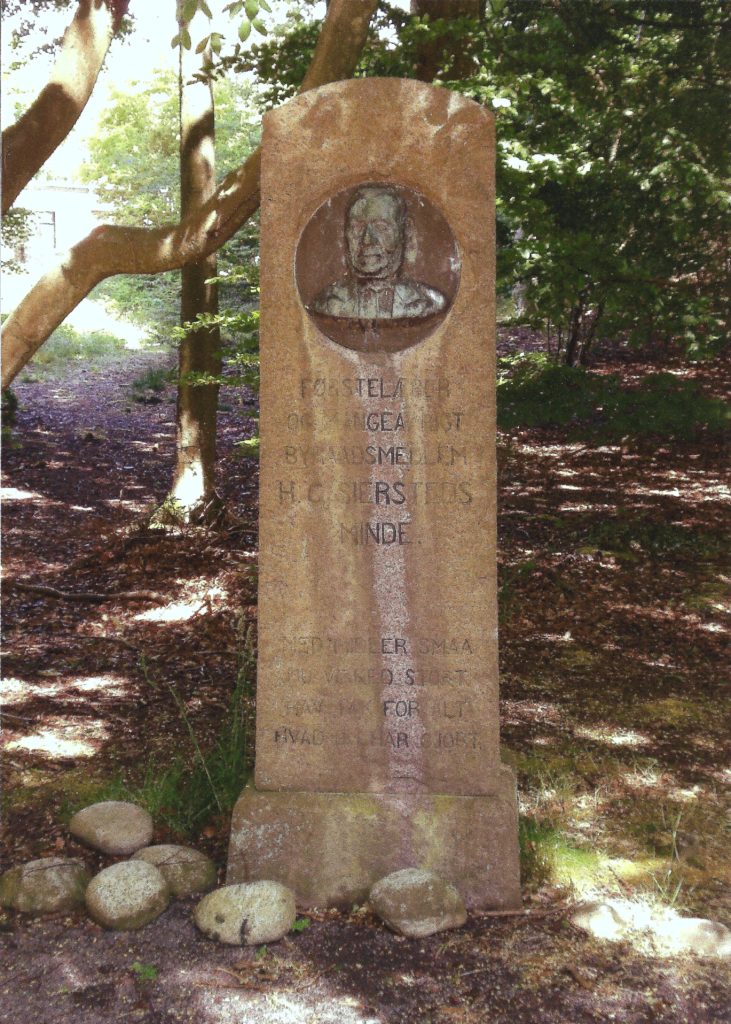 FØRSTELÆRER
OG MANGEAARIGT
BYRAADSMEDLEM
H. C. SIERSTEDS
MINDE.
MED MIDLER SMAA
DU VIRKED STORT
HAV TAK FOR ALT
HVAD DU HAR GJORT.